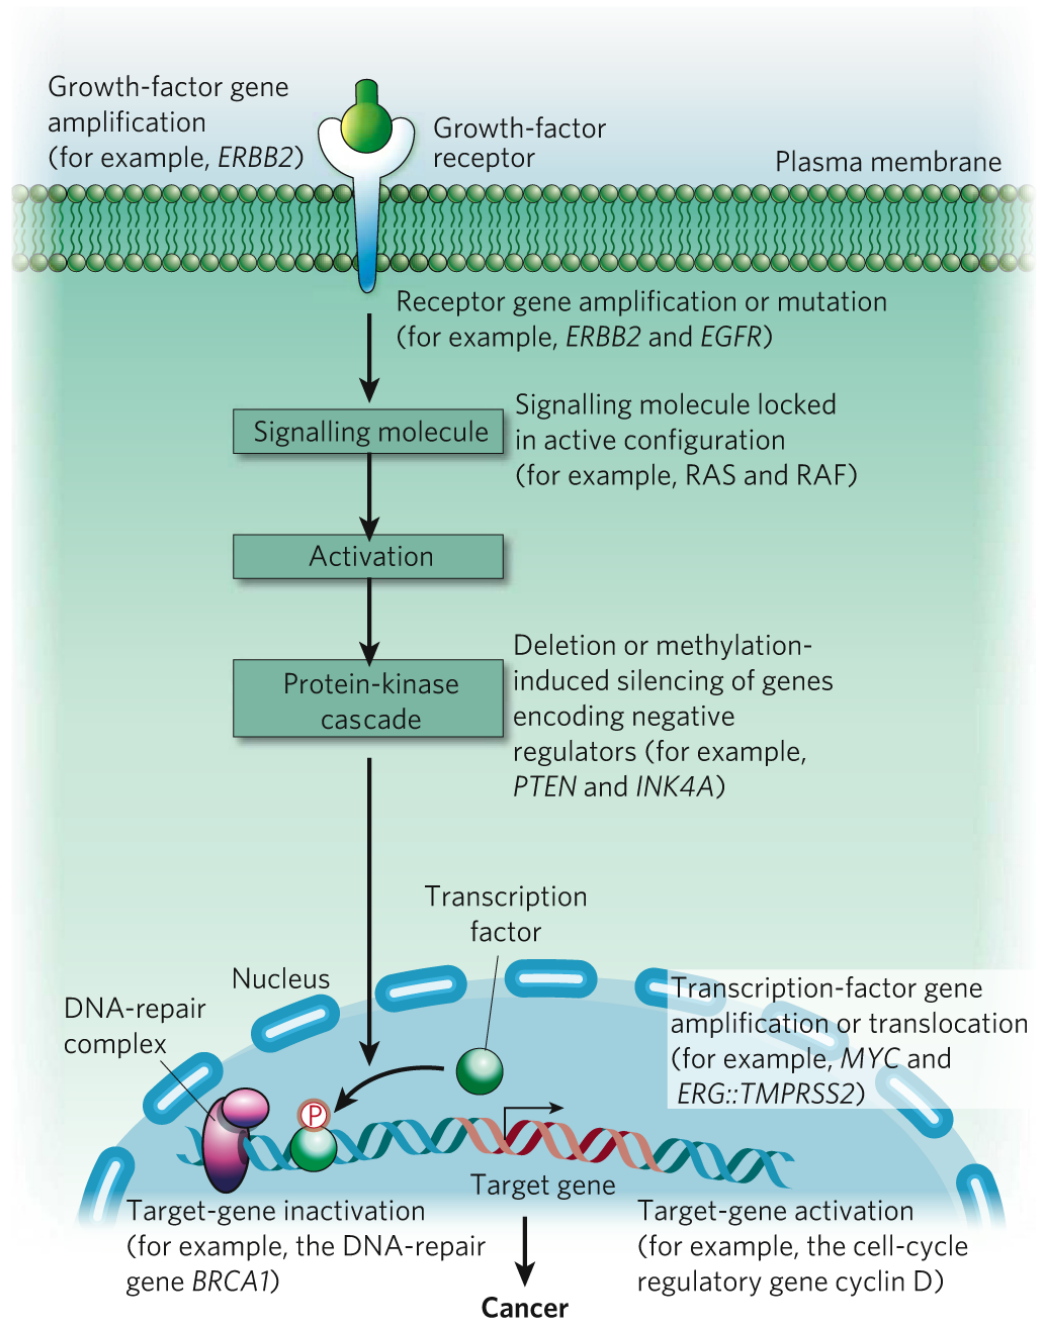 Growth-factor gene
amplification
(for example, ERBB2)
Growth-factor
receptor
Plasma membrane
Receptor gene amplification or mutation
(for example, ERBB2 and EGFR)
Signalling molecule
Signalling molecule locked
in active configuration
(for example, RAS and RAF)
Activation
Protein-kinase
cascade
Deletion or methylation-
induced silencing of genes
encoding negative
regulators (for example,
PTEN and INK4A)
Transcription
factor
Nucleus
DNA-repair
complex
Transcription-factor gene
amplification or translocation
(for example, MYC and
ERG::TMPRSS2)
P
Target gene
Target-gene inactivation
(for example, the DNA-repair
gene BRCA1)
Target-gene activation
(for example, the cell-cycle
regulatory gene cyclin D)
Cancer